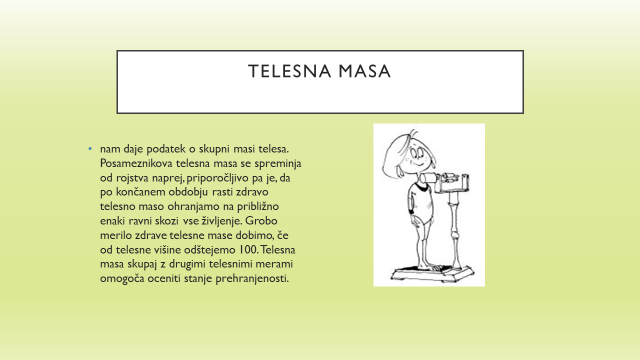 TELESNA MASA
• nam daje podatek o skupni masi telesa.
Posameznikova telesna masa se spreminja
od rojstva naprej, priporočljivo pa je, da
po končanem obdobju rasti zdravo
telesno maso ohranjamo na približno
enaki ravni skozi vse življenje. Grobo
merilo zdrave telesne mase dobimo, če
od telesne višine odštejemo 100. Telesna
masa skupaj z drugimi telesnimi merami
omogoča oceniti stanje prehranjenosti.